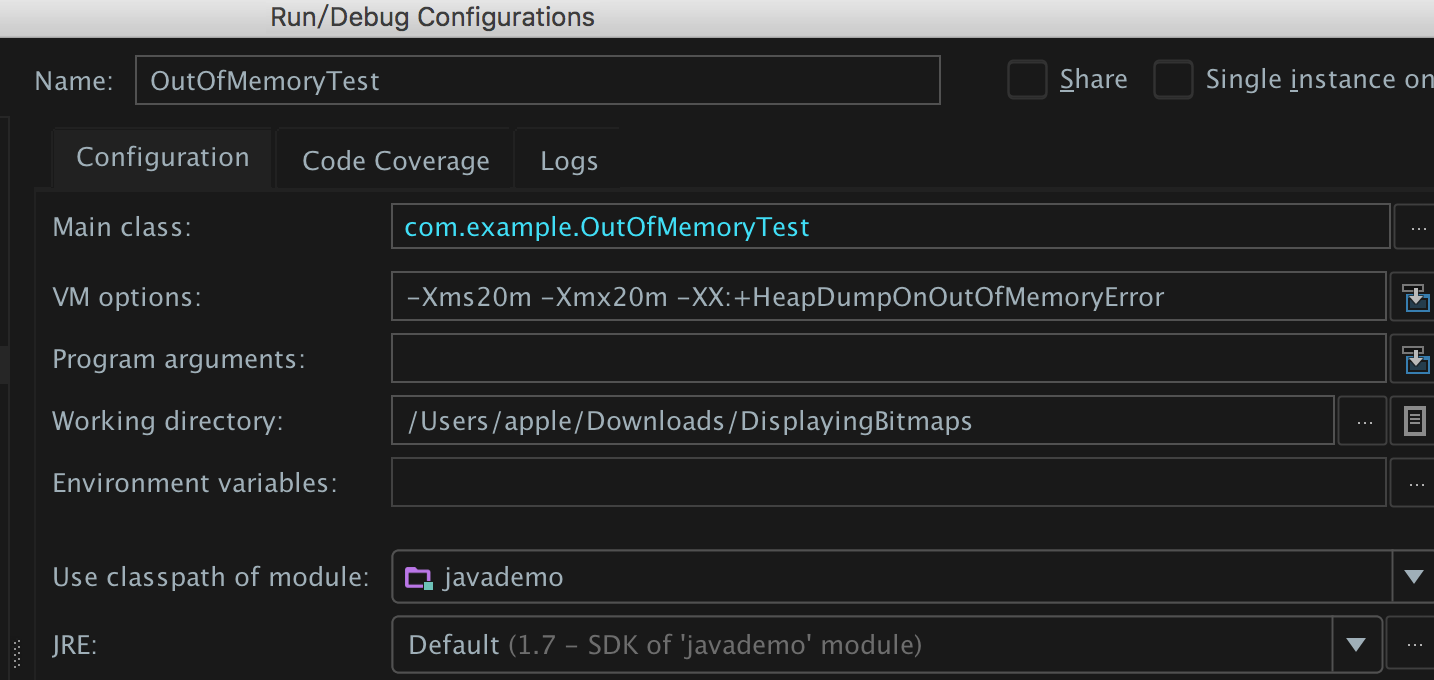 Run/Debug Configurations
Name: OutOfMemoryTest Share Single instance on
Configuration Code Coverage Logs
Main class: com.example.OutOfMemoryTest ...
VM options: -Xms20m -Xmx20m -XX:+HeapDumpOnOutOfMemoryError
Program arguments:
Working directory: /Users/apple/Downloads/DisplayingBitmaps ...
Environment variables: ...
Use classpath of module: javademo
JRE: Default (1.7 – SDK of 'javademo' module) ...